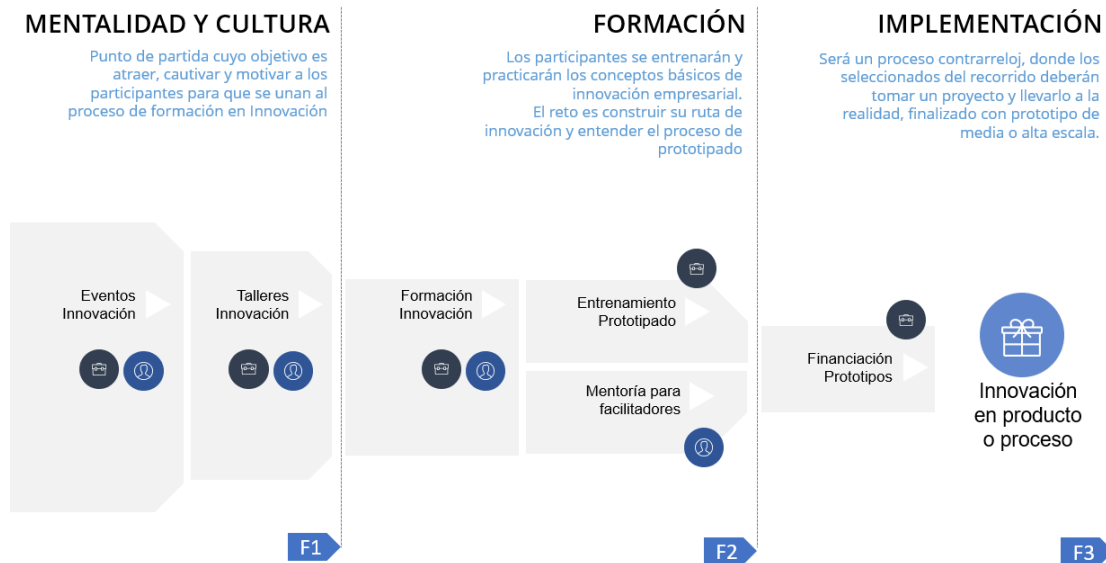 MENTALIDAD Y CULTURA
Punto de partida cuyo objetivo es
atraer, cautivar y motivar a los
participantes para que se unan al
proceso de formación en Innovación
Eventos
Innovación
Talleres
Innovación
F1
FORMACIÓN
Los participantes se entrenarán y
practicarán los conceptos básicos de
innovación empresarial.
El reto es construir su ruta de
innovación y entender el proceso de
prototipado
Formación
Innovación
Entrenamiento
Prototipado
Mentoría para
facilitadores
F2
IMPLEMENTACIÓN
Será un proceso contrarreloj, donde los
seleccionados del recorrido deberán
tomar un proyecto y llevarlo a la
realidad, finalizado con prototipo de
media o alta escala.
Financiación
Prototipos
Innovación
en producto
o proceso
F3